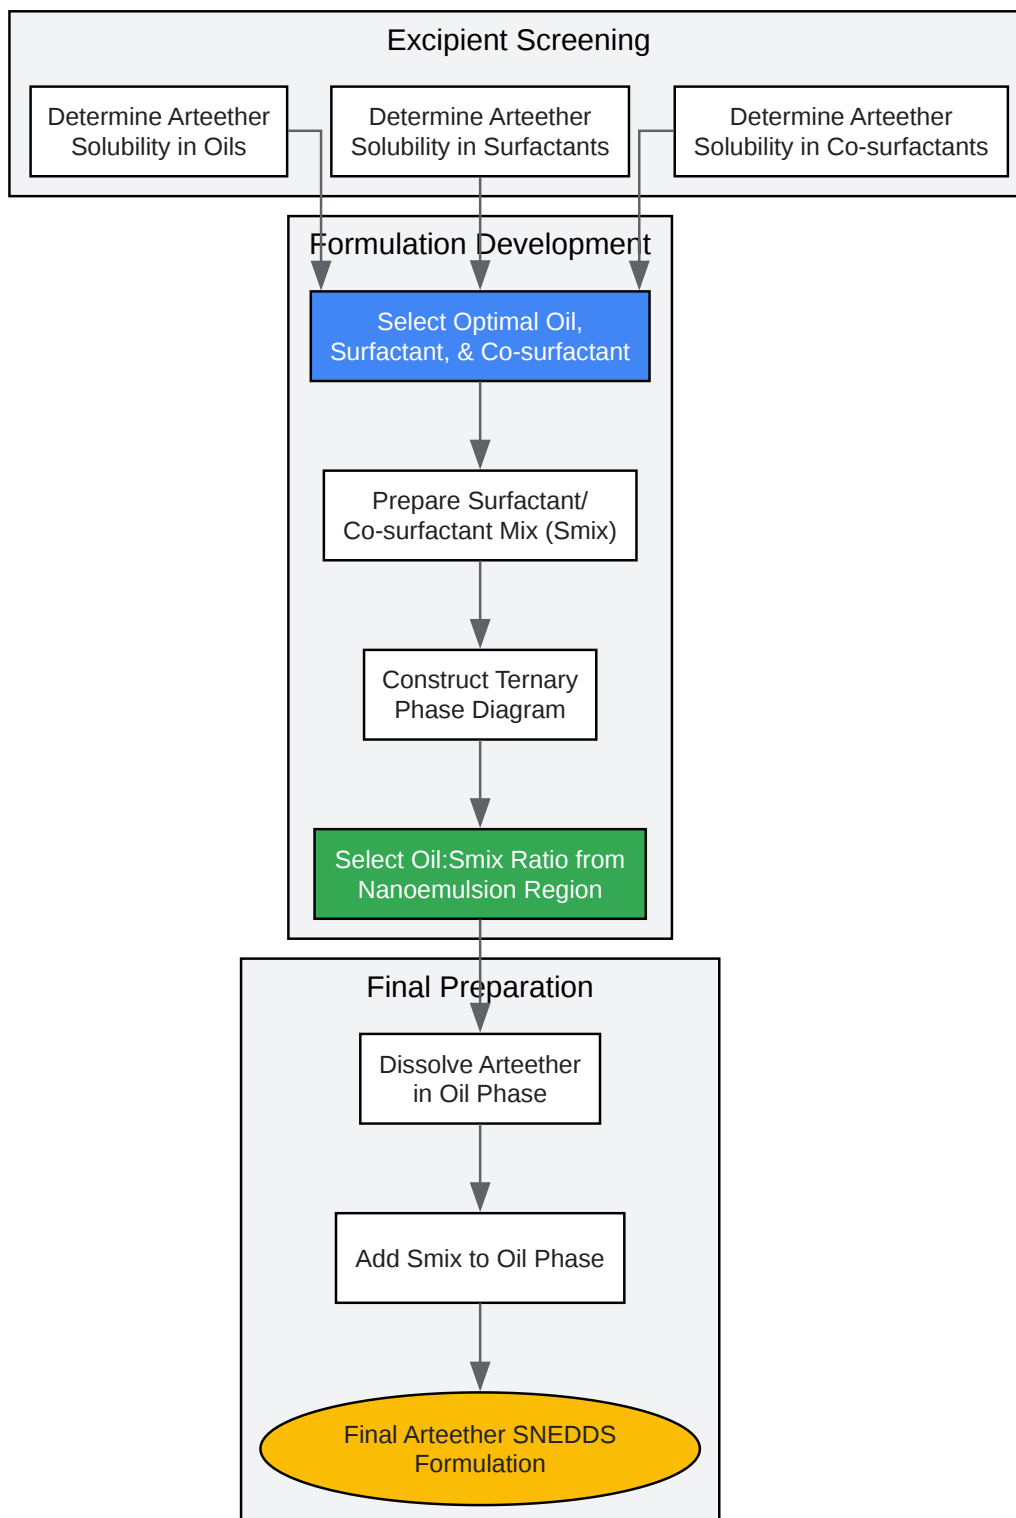 Excipient Screening
Determine Arteether
Solubility in Oils
Determine Arteether
Solubility in Surfactants
Determine Arteether
Solubility in Co-surfactants
Formulation Development
Select Optimal Oil,
Surfactant, & Co-surfactant
Prepare Surfactant/
Co-surfactant Mix (Smix)
Construct Ternary
Phase Diagram
Select Oil:Smix Ratio from
Nanoemulsion Region
Final Preparation
Dissolve Arteether
in Oil Phase
Add Smix to Oil Phase
Final Arteether SNEDDS
Formulation